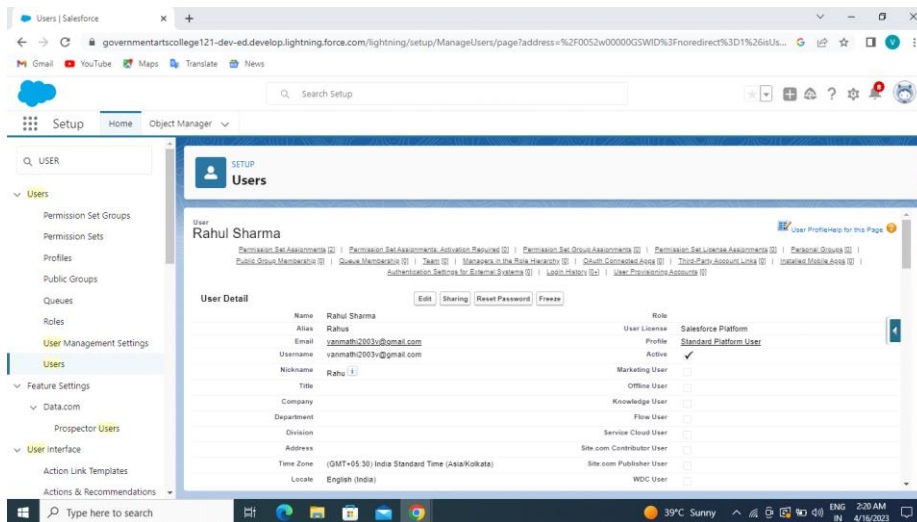 Users | Salesforce
governmentartscollege121-dev-ed.develop.lightning.force.com/lightning/setup/ManageUsers/page?address=%2F0052w00000GSWID%3Fnoredirect%3D1%26isUs...
Gmail YouTube Maps Translate News
Search Setup
Setup Home Object Manager
USER
SETUP
Users
Users
Permission Set Groups
Permission Sets
Profiles
Public Groups
Queues
Roles
User Management Settings
Users
Feature Settings
Data.com
Prospector Users
User Interface
Action Link Templates
Actions & Recommendations
User
Rahul Sharma
User Profile Help for this Page
Permission Set Assignments [2] | Permission Set Assignments: Activation Required [0] | Permission Set Group Assignments [0] | Permission Set License Assignments [0] | Personal Groups [0] |
Public Group Membership [0] | Queue Membership [0] | Team [0] | Managers in the Role Hierarchy [0] | OAuth Connected Apps [0] | Third-Party Account Links [0] | Installed Mobile Apps [0] |
Authentication Settings for External Systems [0] | Login History [0+] | User Provisioning Accounts [0]
User Detail Edit Sharing Reset Password Freeze
Name Rahul Sharma Role
Alias Rahus User License Salesforce Platform
Email vanmathi2003v@gmail.com Profile Standard Platform User
Username vanmathi2003v@gmail.com Active
Nickname Rahu i Marketing User
Title Offline User
Company Knowledge User
Department Flow User
Division Service Cloud User
Address Site.com Contributor User
Time Zone (GMT+05:30) India Standard Time (Asia/Kolkata) Site.com Publisher User
Locale English (India) WDC User
Type here to search 39°C Sunny ENG 2:20 AM
IN 4/16/2023